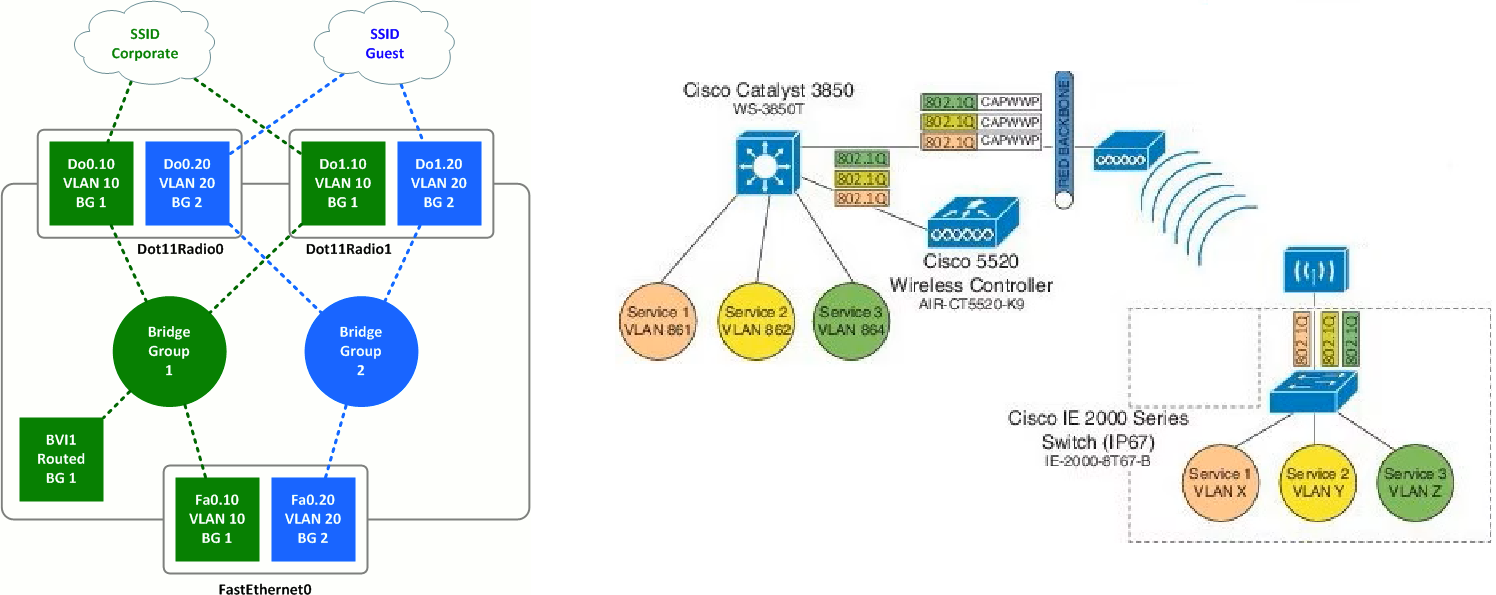 SSID
Corporate
SSID
Guest
Do0.10
VLAN 10
BG 1
Do0.20
VLAN 20
BG 2
Do1.10
VLAN 10
BG 1
Do1.20
VLAN 20
BG 2
Dot11Radio0
Dot11Radio1
Bridge
Group
1
Bridge
Group
2
BVI1
Routed
BG 1
Fa0.10
VLAN 10
BG 1
Fa0.20
VLAN 20
BG 2
FastEthernet0
Cisco Catalyst 3850
WS-3850T
802.1Q CAPWWP
802.1Q CAPWWP
802.1Q CAPWWP
RED BACKBONE
802.1Q
802.1Q
802.1Q
Cisco 5520
Wireless Controller
AIR-CT5520-K9
Service 1
VLAN 861
Service 2
VLAN 862
Service 3
VLAN 864
802.1Q
802.1Q
802.1Q
Cisco IE 2000 Series
Switch (IP67)
IE-2000-8T67-B
Service 1
VLAN X
Service 2
VLAN Y
Service 3
VLAN Z